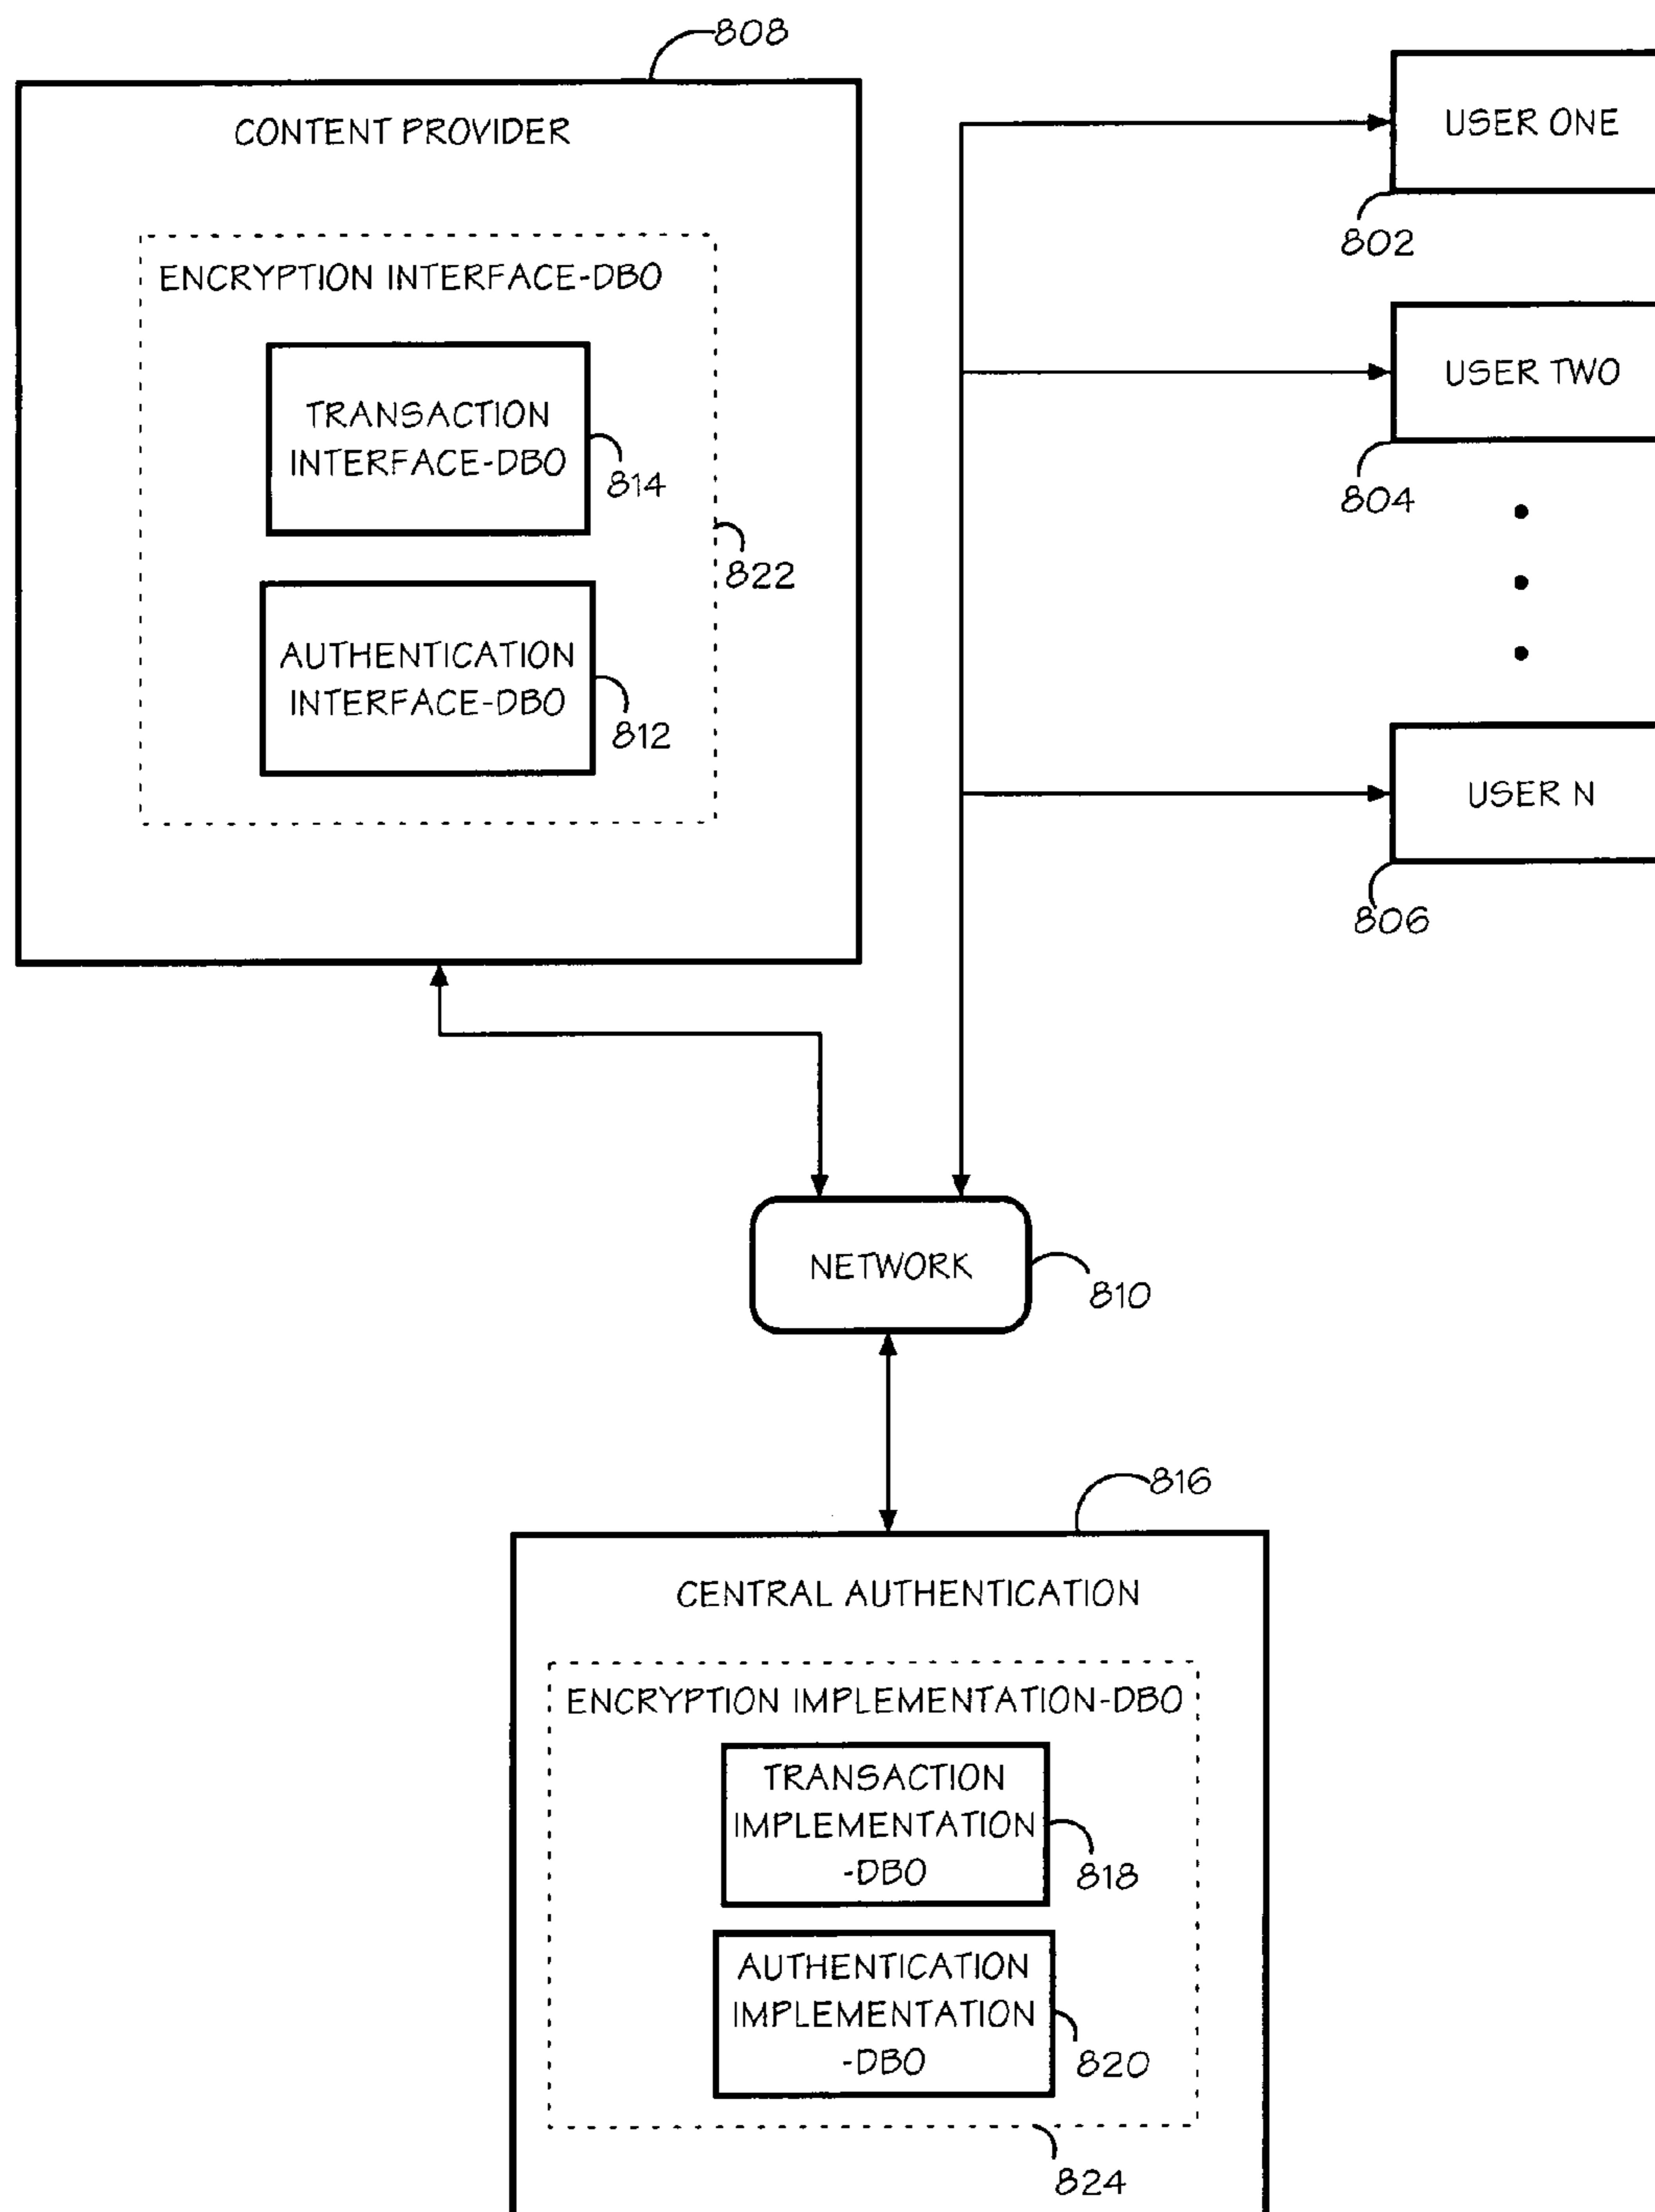 808
CONTENT PROVIDER
ENCRYPTION INTERFACE-DBO
TRANSACTION
INTERFACE-DBO
814
822
AUTHENTICATION
INTERFACE-DBO
812
USER ONE
802
USER TWO
804
USER N
806
NETWORK
810
816
CENTRAL AUTHENTICATION
ENCRYPTION IMPLEMENTATION-DBO
TRANSACTION
IMPLEMENTATION
-DBO
818
AUTHENTICATION
IMPLEMENTATION
-DBO
820
824